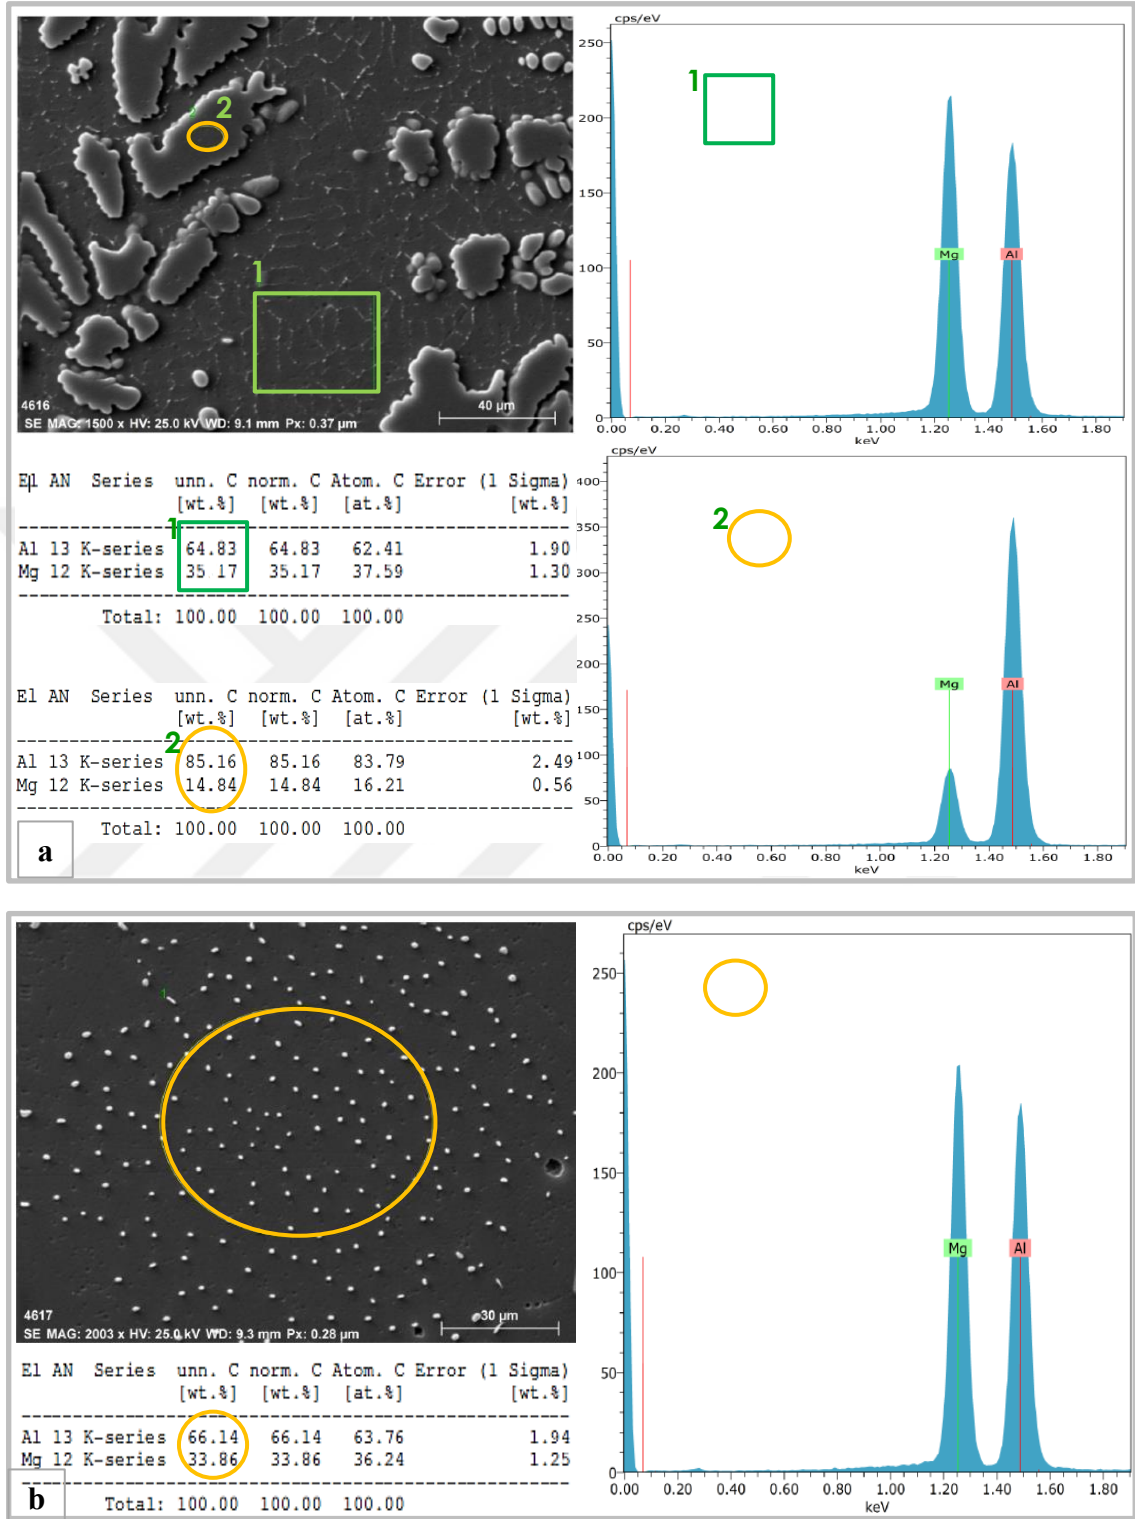 2
1
4616
40 µm
SE MAG: 1500 x HV: 25.0 kV WD: 9.1 mm Px: 0.37 µm
cps/eV
1
250
200
150
100
50
0
Mg Al
0.00 0.20 0.40 0.60 0.80 1.00 1.20 1.40 1.60 1.80
keV
El AN Series unn. C norm. C Atom. C Error (1 Sigma)
[wt.%] [wt.%] [at.%] [wt.%]
1
Al 13 K-series 64.83 64.83 62.41 1.90
Mg 12 K-series 35 17 35.17 37.59 1.30
Total: 100.00 100.00 100.00
El AN Series unn. C norm. C Atom. C Error (1 Sigma)
[wt.%] [wt.%] [at.%] [wt.%]
2
Al 13 K-series 85.16 85.16 83.79 2.49
Mg 12 K-series 14.84 14.84 16.21 0.56
Total: 100.00 100.00 100.00
a
cps/eV
2
400
350
300
250
200
150
100
50
0
Mg Al
0.00 0.20 0.40 0.60 0.80 1.00 1.20 1.40 1.60 1.80
keV
1
4617
30 µm
SE MAG: 2003 x HV: 25.0 kV WD: 9.3 mm Px: 0.28 µm
cps/eV
250
200
150
100
50
0
Mg Al
0.00 0.20 0.40 0.60 0.80 1.00 1.20 1.40 1.60 1.80
keV
El AN Series unn. C norm. C Atom. C Error (1 Sigma)
[wt.%] [wt.%] [at.%] [wt.%]
Al 13 K-series 66.14 66.14 63.76 1.94
Mg 12 K-series 33.86 33.86 36.24 1.25
Total: 100.00 100.00 100.00
b